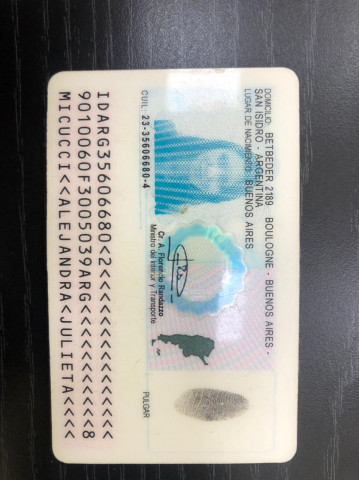 DOMICILIO: BETBEDER 2189 BOULOGNE - BUENOS AIRES -
SAN ISIDRO - ARGENTINA
LUGAR DE NACIMIENTO: BUENOS AIRES
CUIL: 23-35606680-4
Cr. A. Florencio Randazzo
Ministro del Interior y Transporte
PULGAR
IDARG35606680<2<<<<<<<<<<<<<<<
9010060F3005039ARG<<<<<<<<<<<8
MICUCCI<<ALEJANDRA<JULIETA<<<<